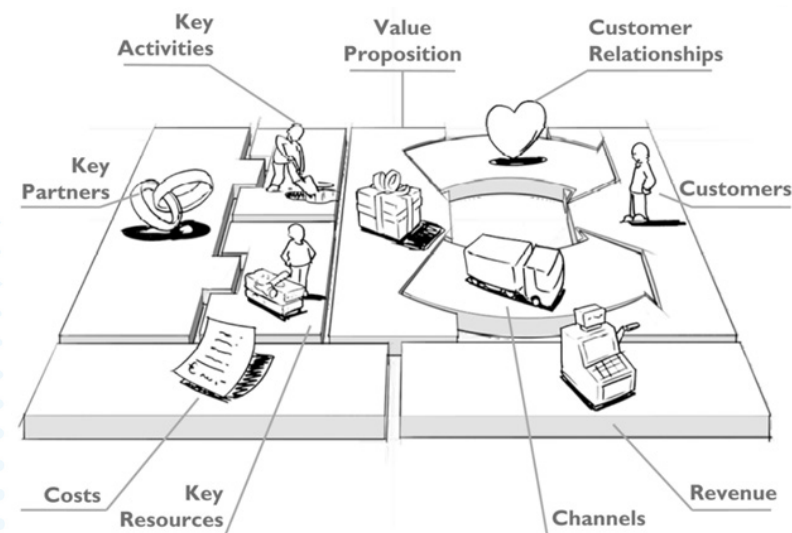 Key
Activities
Value
Proposition
Customer
Relationships
Key
Partners
Customers
Costs
Key
Resources
Channels
Revenue